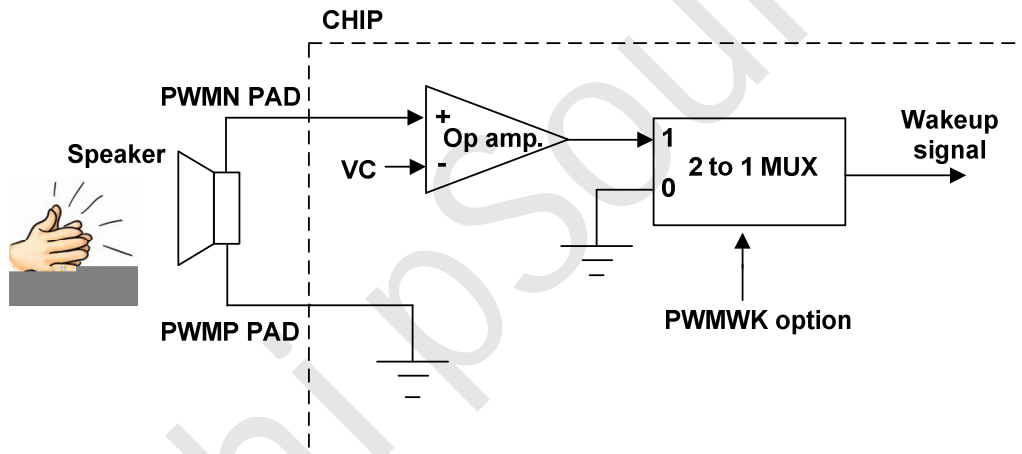 CHIP
PWMN PAD
Speaker
+
Op amp.
VC
-
1
2 to 1 MUX
0
Wakeup
signal
PWMWK option
PWMP PAD
hipSour